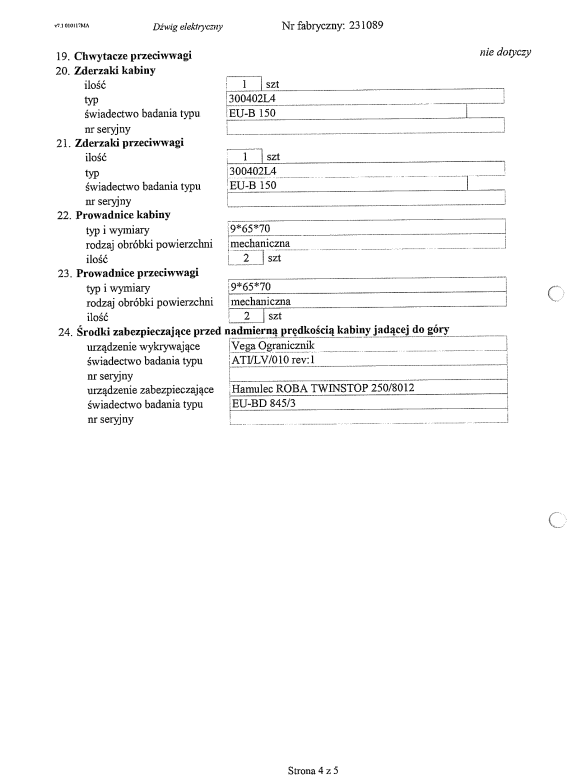 v7.1 010117MA Dźwig elektryczny Nr fabryczny: 231089
19. Chwytacze przeciwwagi nie dotyczy
20. Zderzaki kabiny
ilość 1 szt
typ 300402L4
świadectwo badania typu EU-B 150
nr seryjny
21. Zderzaki przeciwwagi
ilość 1 szt
typ 300402L4
świadectwo badania typu EU-B 150
nr seryjny
22. Prowadnice kabiny
typ i wymiary 9*65*70
rodzaj obróbki powierzchni mechaniczna
ilość 2 szt
23. Prowadnice przeciwwagi
typ i wymiary 9*65*70
rodzaj obróbki powierzchni mechaniczna
ilość 2 szt
24. Środki zabezpieczające przed nadmierną prędkością kabiny jadącej do góry
urządzenie wykrywające Vega Ogranicznik
świadectwo badania typu ATI/LV/010 rev:1
nr seryjny
urządzenie zabezpieczające Hamulec ROBA TWINSTOP 250/8012
świadectwo badania typu EU-BD 845/3
nr seryjny
Strona 4 z 5